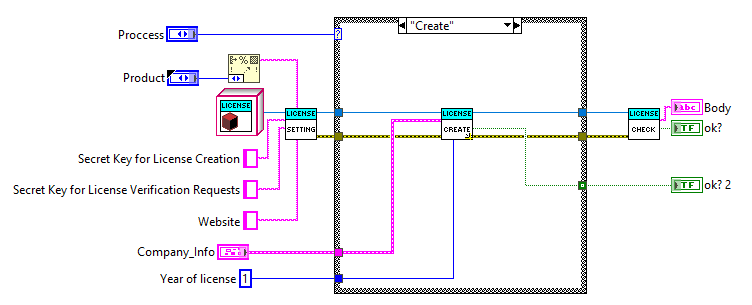 "Create"
Proccess
?
Product
%
LICENSE
LICENSE
SETTING
LICENSE
CREATE
LICENSE
CHECK
abc
Body
TF
ok?
Secret Key for License Creation
Secret Key for License Verification Requests
TF
ok? 2
Website
Company_Info
Year of license
1